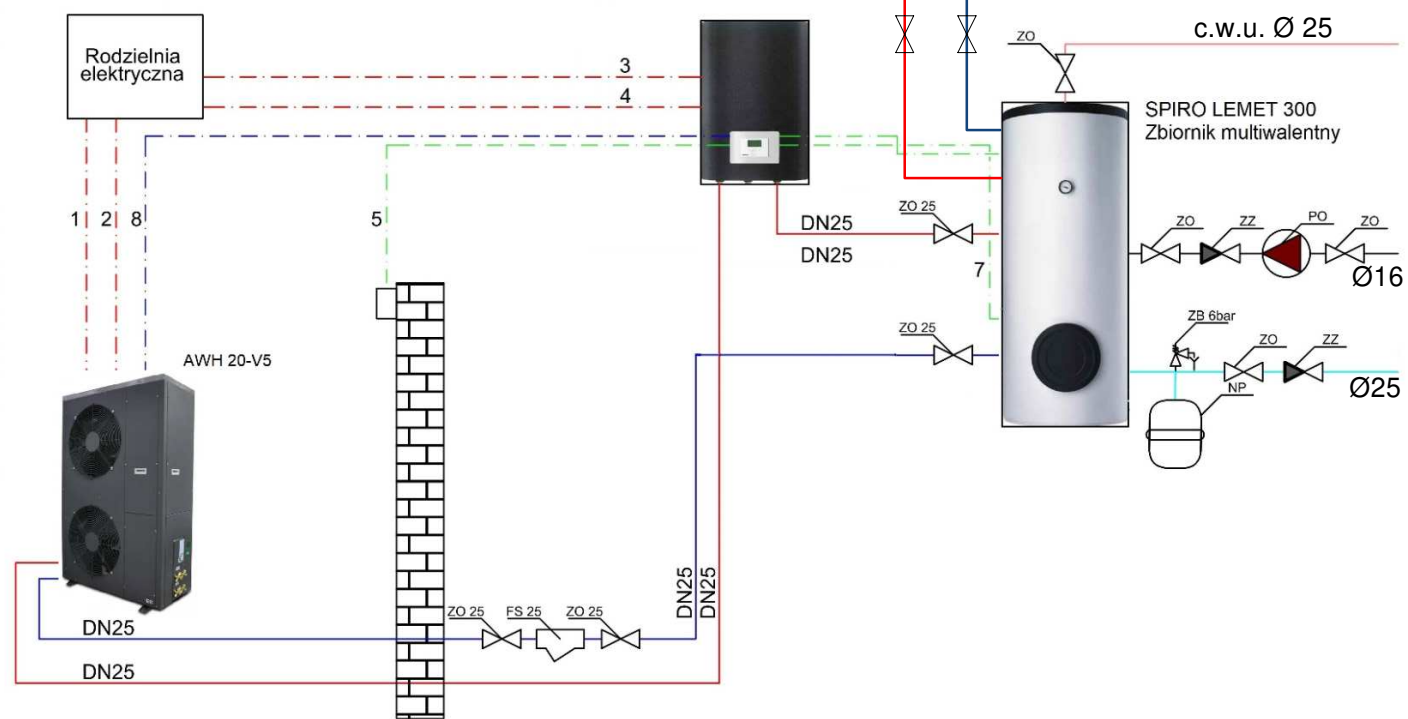 c.w.u. Ø 25
ZO
Rodzielnia
elektryczna
3
4
SPIRO LEMET 300
Zbiornik multiwalentny
1
2
8
5
7
DN25
DN25
ZO 25
ZO
ZZ
PO
ZO
Ø16
ZB 6bar
ZO 25
ZO
ZZ
Ø25
NP
AWH 20-V5
DN25
DN25
ZO 25
FS 25
ZO 25
DN25
DN25